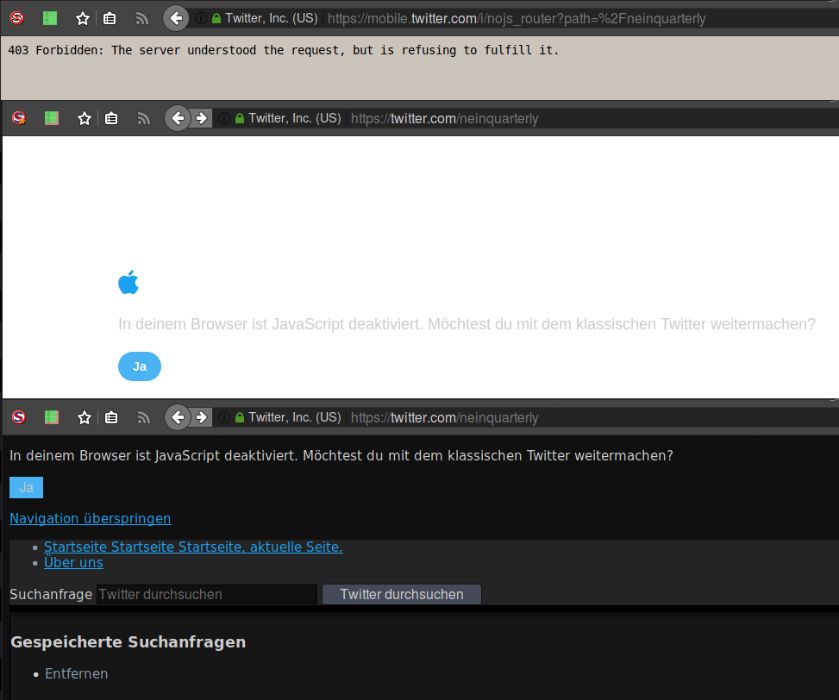 Twitter, Inc. (US) https://mobile.twitter.com/i/nojs_router?path=%2Fneinquarterly
403 Forbidden: The server understood the request, but is refusing to fulfill it.
Twitter, Inc. (US) https://twitter.com/neinquarterly
In deinem Browser ist JavaScript deaktiviert. Möchtest du mit dem klassischen Twitter weitermachen?
Ja
Twitter, Inc. (US) https://twitter.com/neinquarterly
In deinem Browser ist JavaScript deaktiviert. Möchtest du mit dem klassischen Twitter weitermachen?
Ja
Navigation überspringen
Startseite Startseite Startseite, aktuelle Seite.
Über uns
Suchanfrage Twitter durchsuchen Twitter durchsuchen
Gespeicherte Suchanfragen
Entfernen